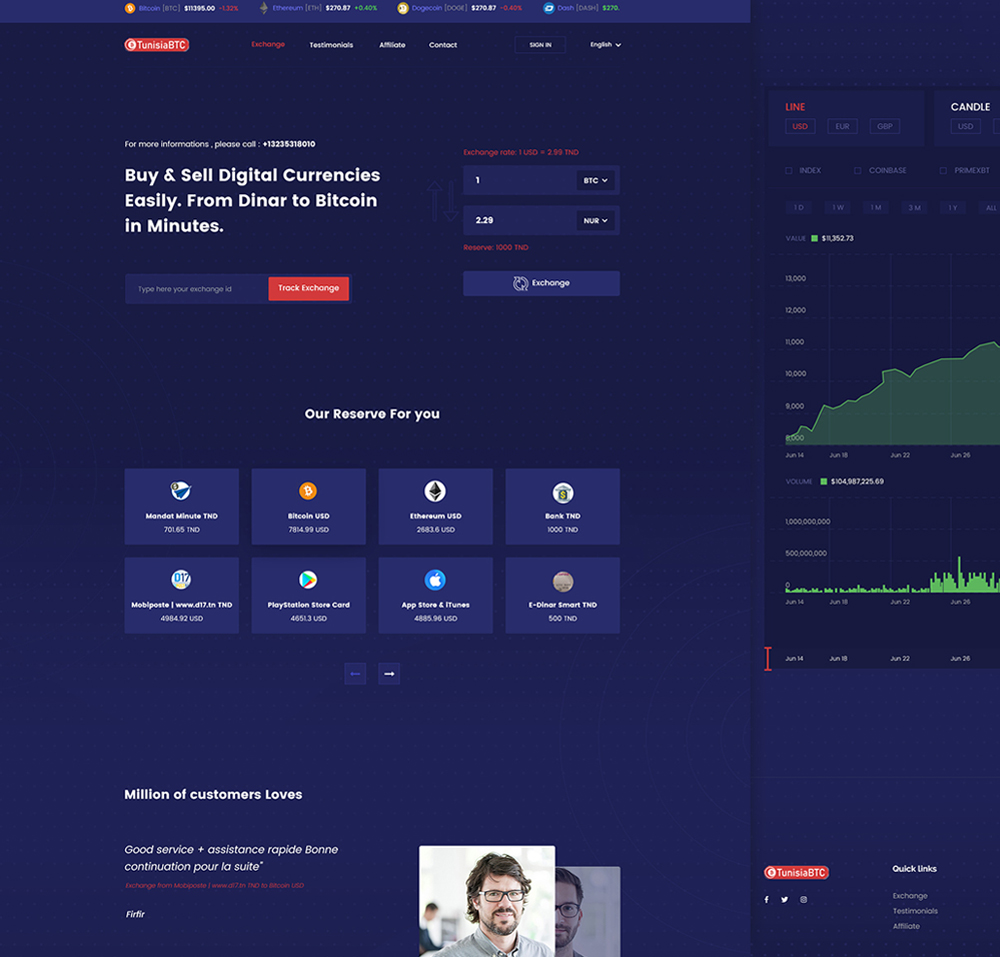 Bitcoin [BTC] $11395.00 -1.32%
Ethereum [ETH] $270.87 +0.40%
Dogecoin [DOGE] $270.87 -0.40%
Dash [DASH] $270.
TunisiaBTC
Exchange
Testimonials
Affiliate
Contact
SIGN IN
English
For more informations , please call : +13235318010
Buy & Sell Digital Currencies
Easily. From Dinar to Bitcoin
in Minutes.
Type here your exchange id
Track Exchange
Exchange rate: 1 USD = 2.99 TND
1
BTC
2.29
NUR
Reserve: 1000 TND
Exchange
Our Reserve For you
Mandat Minute TND
701.65 TND
Bitcoin USD
7814.99 USD
Ethereum USD
2683.6 USD
Bank TND
1000 TND
Mobiposte | www.d17.tn TND
4984.92 USD
PlayStation Store Card
4651.3 USD
App Store & iTunes
4885.96 USD
E-Dinar Smart TND
500 TND
Million of customers Loves
Good service + assistance rapide Bonne
continuation pour la suite"
Exchange from Mobiposte | www.d17.tn TND to Bitcoin USD
Firfir
LINE
USD
EUR
GBP
CANDLE
USD
INDEX
COINBASE
PRIMEXBT
1 D
1 W
1 M
3 M
1 Y
ALL
VALUE $11,352.73
13,000
12,000
11,000
10,000
9,000
8,000
Jun 14
Jun 18
Jun 22
Jun 26
VOLUME $104,987,225.69
1,000,000,000
500,000,000
0
Jun 14
Jun 18
Jun 22
Jun 26
Jun 14
Jun 18
Jun 22
Jun 26
TunisiaBTC
Quick links
Exchange
Testimonials
Affiliate